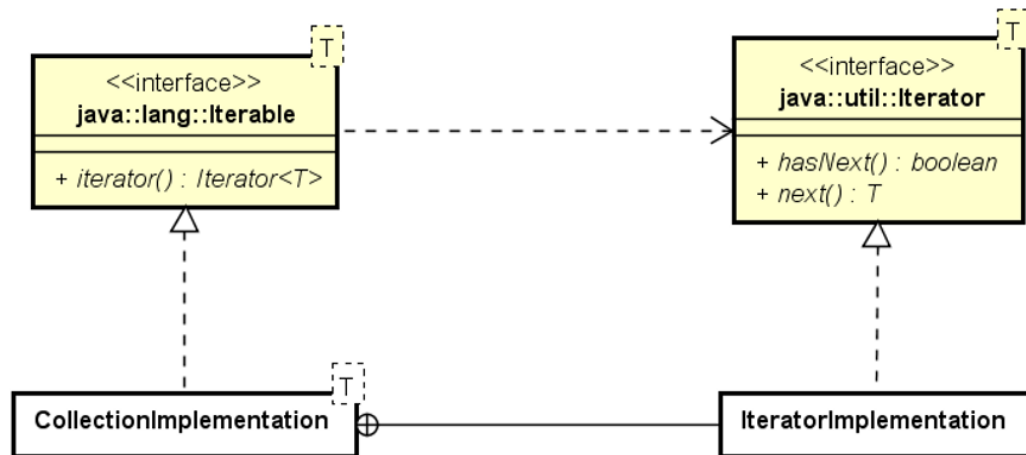 T
<<interface>>
java::lang::Iterable
+ iterator() : Iterator<T>
T
<<interface>>
java::util::Iterator
+ hasNext() : boolean
+ next() : T
T
CollectionImplementation
IteratorImplementation